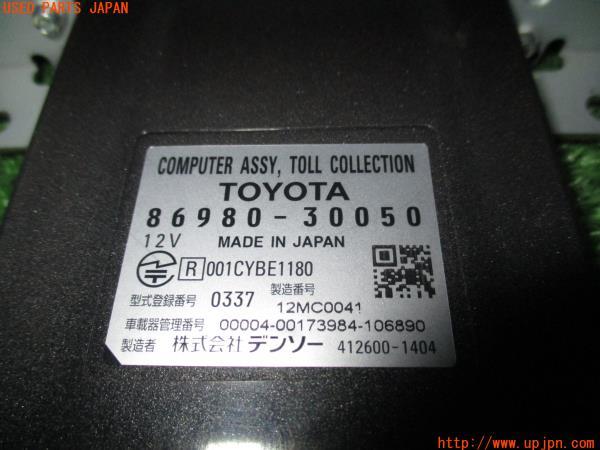 USED PARTS JAPAN
COMPUTER ASSY, TOLL COLLECTION
TOYOTA
86980-30050
12V MADE IN JAPAN
R 001CYBE1180
型式登録番号 0337 製造番号 12MC0041
車載器管理番号 00004-00173984-106890
製造者 株式会社 デンソー 412600-1404
http://www.upjpn.com